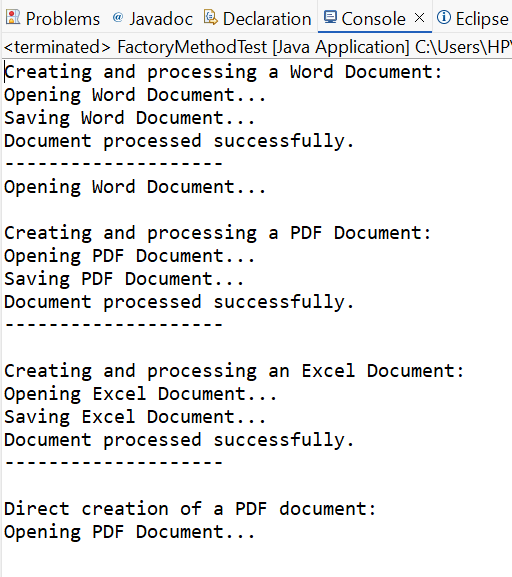 Problems @ Javadoc Declaration Console × Eclipse
<terminated> FactoryMethodTest [Java Application] C:\Users\HP\
Creating and processing a Word Document:
Opening Word Document...
Saving Word Document...
Document processed successfully.
--------------------
Opening Word Document...
Creating and processing a PDF Document:
Opening PDF Document...
Saving PDF Document...
Document processed successfully.
--------------------
Creating and processing an Excel Document:
Opening Excel Document...
Saving Excel Document...
Document processed successfully.
--------------------
Direct creation of a PDF document:
Opening PDF Document...